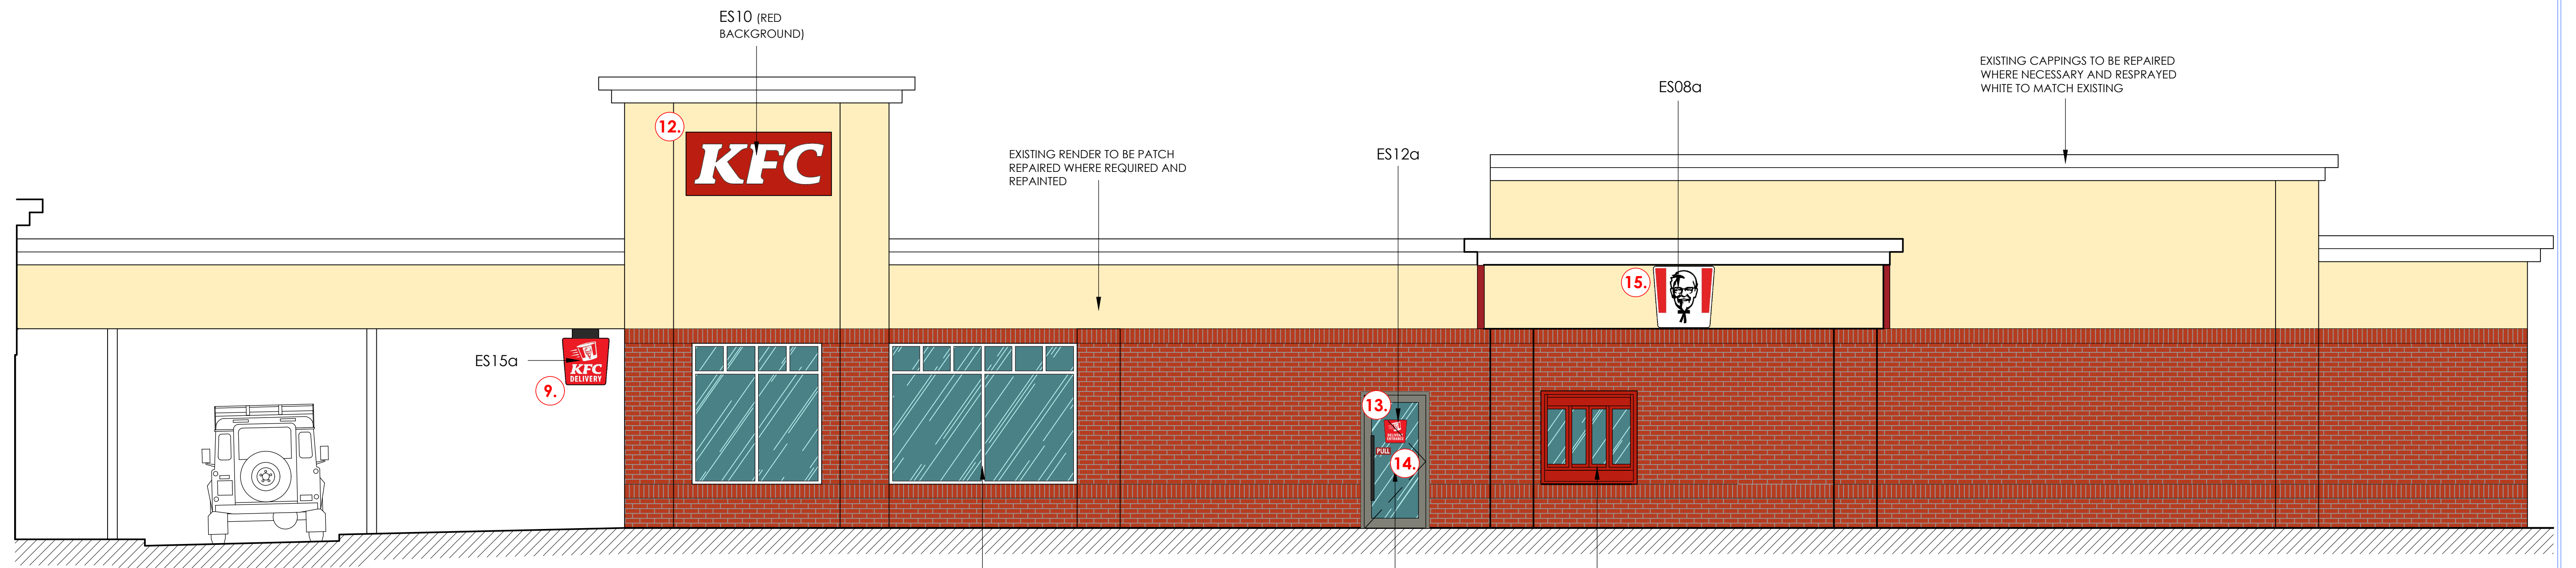 ES10 (RED
BACKGROUND)
12.
KFC
EXISTING RENDER TO BE PATCH
REPAIRED WHERE REQUIRED AND
REPAINTED
ES12a
ES08a
15.
EXISTING CAPPINGS TO BE REPAIRED
WHERE NECESSARY AND RESPRAYED
WHITE TO MATCH EXISTING
ES15a
KFC
DELIVERY
9.
13.
DELIVERY
ENTRANCE
PULL
14.